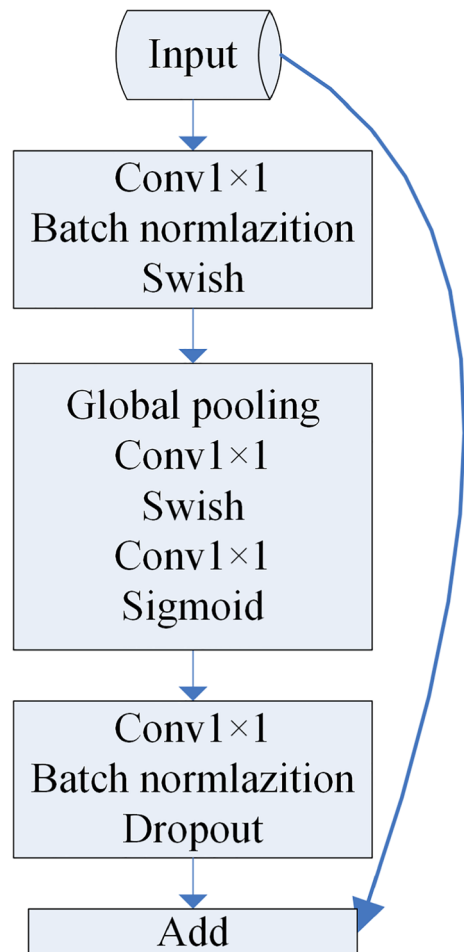 Input
Conv1×1
Batch normlazition
Swish
Global pooling
Conv1×1
Swish
Conv1×1
Sigmoid
Conv1×1
Batch normlazition
Dropout
Add